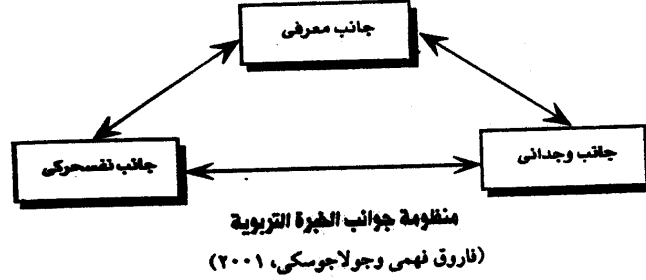 جانب معرفى
جانب وجدانى
جانب نفسحركى
منظومة جوانب الخبرة التربوية
(فاروق فهمى وجولاجوسكى، ٢٠٠١)